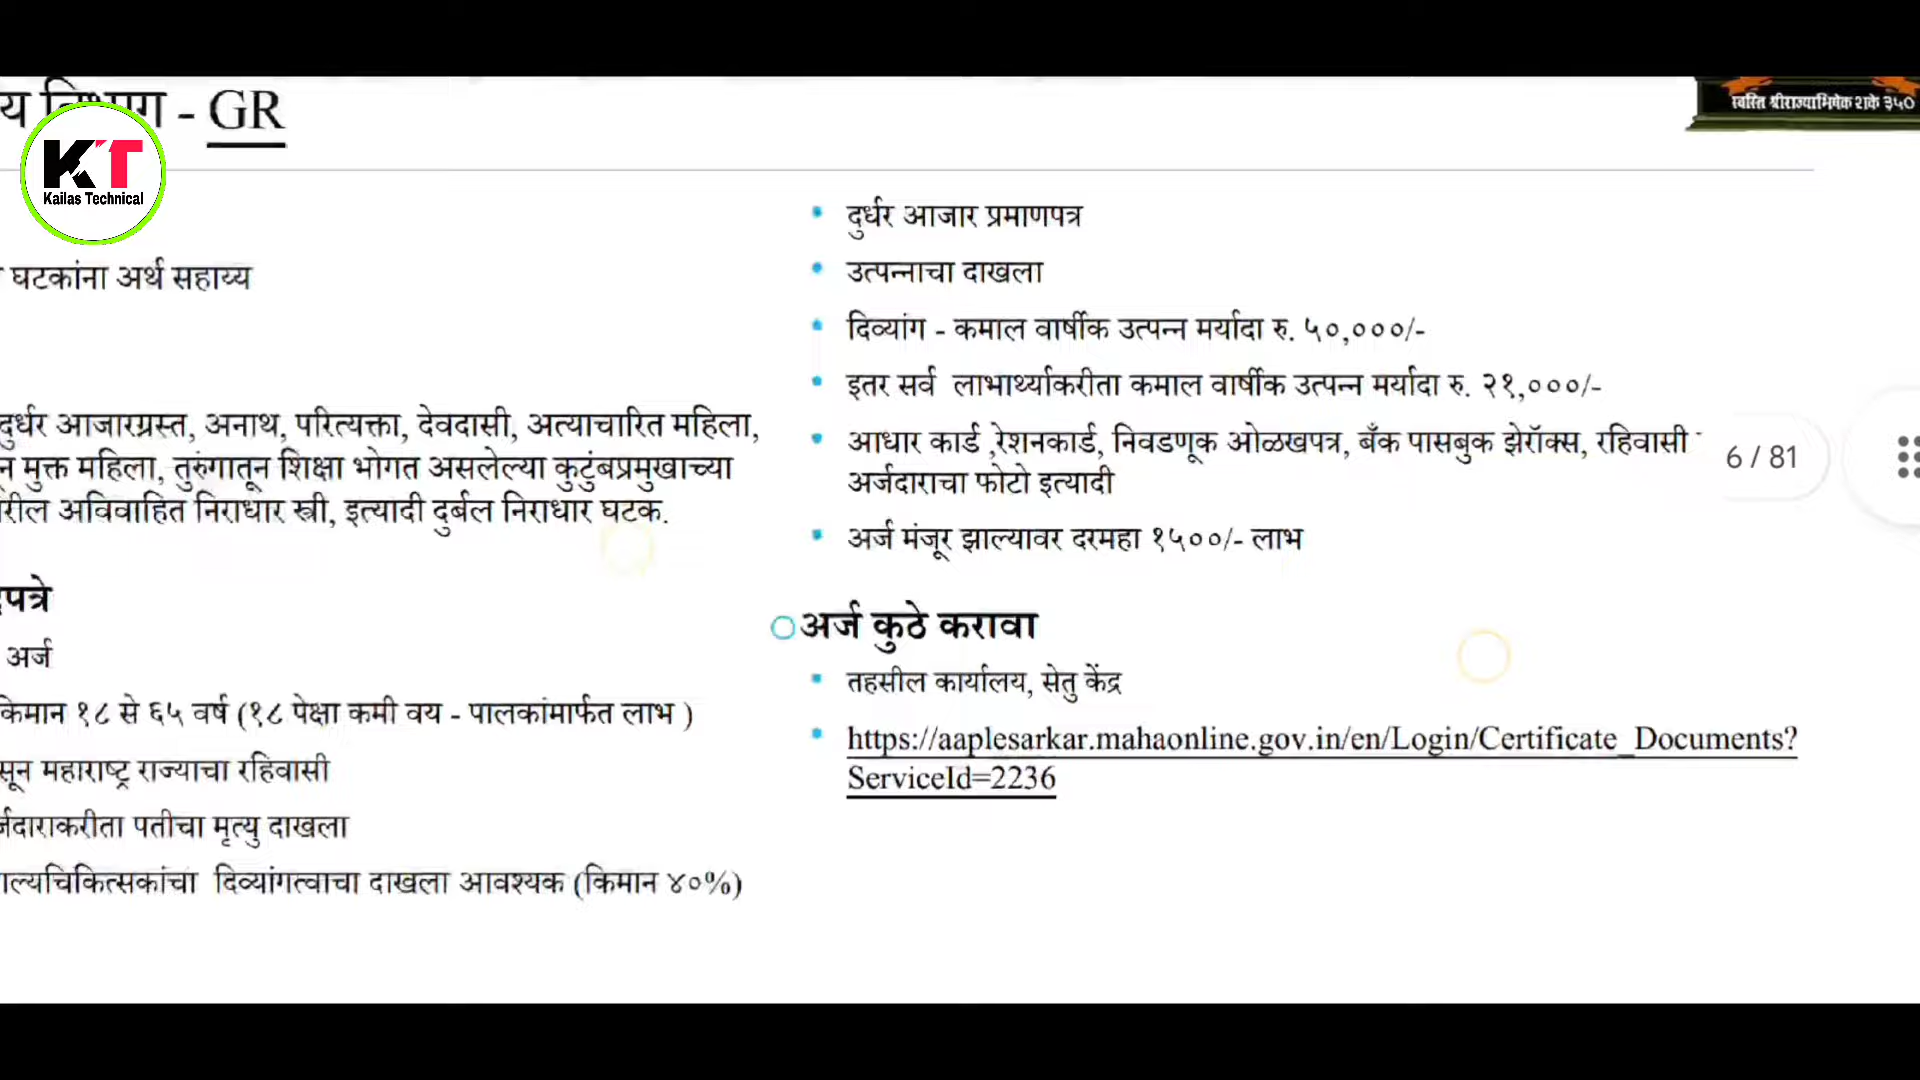 विभाग - GR
स्वस्ति श्रीराज्याभिषेक शके ३५०
KT
Kailas Technical
घटकांना अर्थ सहाय्य
दुर्धर आजारग्रस्त, अनाथ, परित्यक्ता, देवदासी, अत्याचारित महिला,
मुक्त महिला, तुरुंगातून शिक्षा भोगत असलेल्या कुटुंबप्रमुखाच्या
अविवाहित निराधार स्त्री, इत्यादी दुर्बल निराधार घटक.
अर्ज
किमान १८ से ६५ वर्ष (१८ पेक्षा कमी वय - पालकांमार्फत लाभ )
महाराष्ट्र राज्याचा रहिवासी
पतीचा मृत्यु दाखला
दिव्यांगत्वाचा दाखला आवश्यक (किमान ४०%)
• दुर्धर आजार प्रमाणपत्र
• उत्पन्नाचा दाखला
• दिव्यांग - कमाल वार्षीक उत्पन्न मर्यादा रु. ५०,०००/-
• इतर सर्व लाभार्थ्याकरीता कमाल वार्षीक उत्पन्न मर्यादा रु. २१,०००/-
• आधार कार्ड ,रेशनकार्ड, निवडणूक ओळखपत्र, बँक पासबुक झेरॉक्स, रहिवासी
अर्जदाराचा फोटो इत्यादी
• अर्ज मंजूर झाल्यावर दरमहा १५००/- लाभ
अर्ज कुठे करावा
• तहसील कार्यालय, सेतु केंद्र
• https://aaplesarkar.mahaonline.gov.in/en/Login/Certificate_Documents?
ServiceId=2236
6 / 81